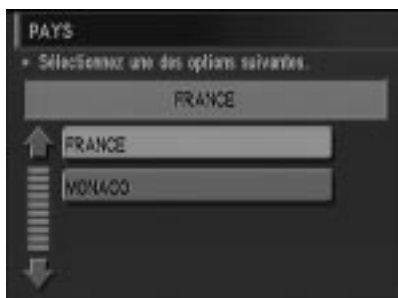 PAYS
• Sélectionnez une des options suivantes.
FRANCE
FRANCE
MONACO